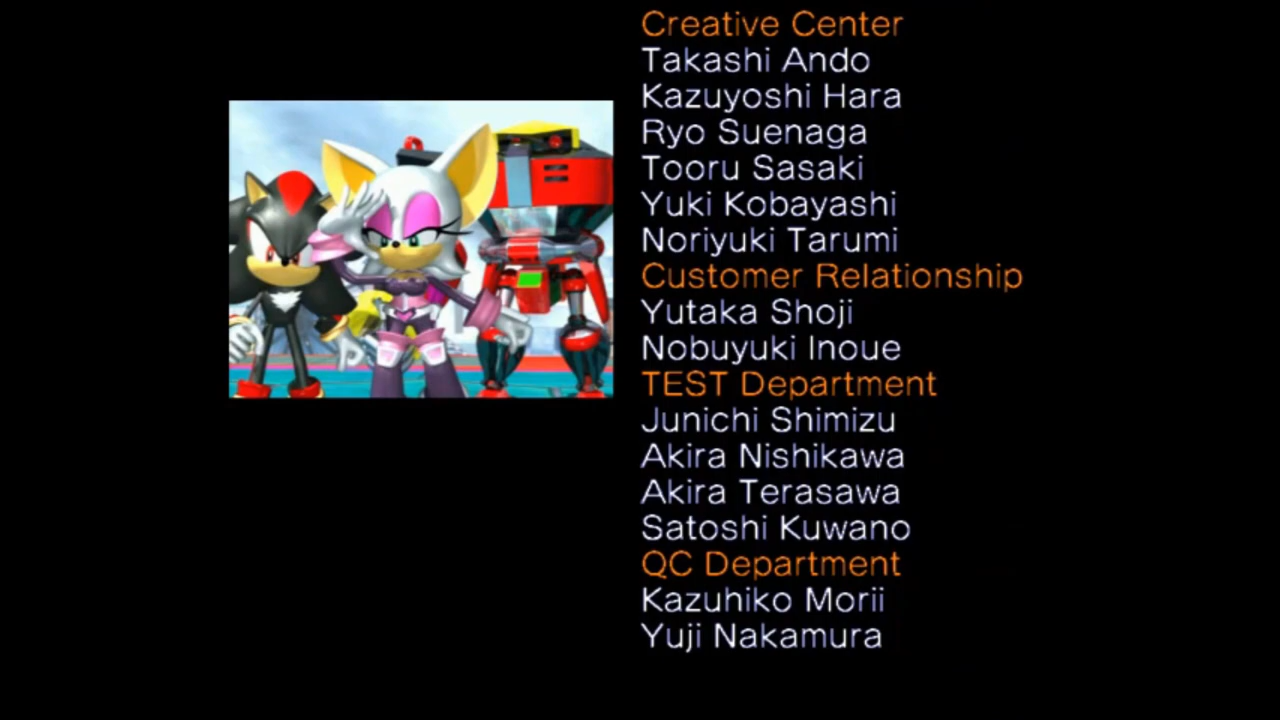 Creative Center
Takashi Ando
Kazuyoshi Hara
Ryo Suenaga
Tooru Sasaki
Yuki Kobayashi
Noriyuki Tarumi
Customer Relationship
Yutaka Shoji
Nobuyuki Inoue
TEST Department
Junichi Shimizu
Akira Nishikawa
Akira Terasawa
Satoshi Kuwano
QC Department
Kazuhiko Morii
Yuji Nakamura